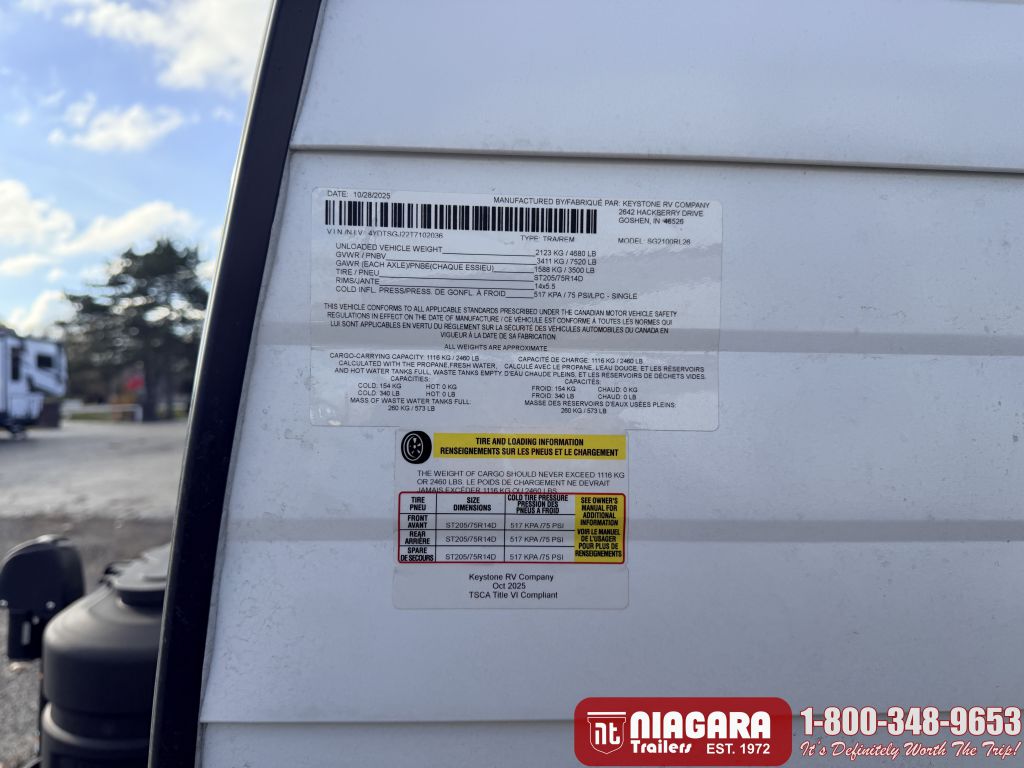 DATE: 10/28/2025
MANUFACTURED BY/FABRIQUÉ PAR: KEYSTONE RV COMPANY
2642 HACKBERRY DRIVE
GOSHEN, IN 46526
V.I.N./N.I.V.: 4YDTSGJ22T7102036
TYPE: TRA/REM
MODEL: SG2100RL26
UNLOADED VEHICLE WEIGHT 2123 KG / 4680 LB
GVWR / PNBV 3411 KG / 7520 LB
GAWR (EACH AXLE)/PNBE(CHAQUE ESSIEU) 1588 KG / 3500 LB
TIRE / PNEU ST205/75R14D
RIMS/JANTE 14x5.5
COLD INFL. PRESS/PRESS. DE GONFL. À FROID 517 KPA / 75 PSI/LPC - SINGLE
THIS VEHICLE CONFORMS TO ALL APPLICABLE STANDARDS PRESCRIBED UNDER THE CANADIAN MOTOR VEHICLE SAFETY
REGULATIONS IN EFFECT ON THE DATE OF MANUFACTURE / CE VÉHICULE EST CONFORME À TOUTES LES NORMES QUI
LUI SONT APPLICABLES EN VERTU DU RÈGLEMENT SUR LA SÉCURITÉ DES VÉHICULES AUTOMOBILES DU CANADA EN
VIGUEUR À LA DATE DE SA FABRICATION.
ALL WEIGHTS ARE APPROXIMATE
CARGO-CARRYING CAPACITY: 1116 KG / 2460 LB
CALCULATED WITH THE PROPANE,FRESH WATER,
AND HOT WATER TANKS FULL, WASTE TANKS EMPTY.
CAPACITIES:
COLD: 154 KG HOT: 0 KG
COLD: 340 LB HOT: 0 LB
MASS OF WASTE WATER TANKS FULL:
260 KG / 573 LB
CAPACITÉ DE CHARGE: 1116 KG / 2460 LB
CALCULE AVEC LE PROPANE, L'EAU DOUCE, ET LES RÉSERVOIRS
D'EAU CHAUDE PLEINS, ET LES RÉSERVOIRS DE DÉCHETS VIDES.
CAPACITÉS:
FROID: 154 KG CHAUD: 0 KG
FROID: 340 LB CHAUD: 0 LB
MASSE DES RÉSERVOIRS D'EAUX USÉES PLEINS:
260 KG / 573 LB
TIRE AND LOADING INFORMATION
RENSEIGNEMENTS SUR LES PNEUS ET LE CHARGEMENT
THE WEIGHT OF CARGO SHOULD NEVER EXCEED 1116 KG
OR 2460 LBS. LE POIDS DE CHARGEMENT NE DEVRAIT
JAMAIS EXCÉDER 1116 KG OU 2460 LBS
TIRE SIZE COLD TIRE PRESSURE
PNEU DIMENSIONS PRESSION DES PNEUS A FROID
FRONT AVANT ST205/75R14D 517 KPA /75 PSI
REAR ARRIÈRE ST205/75R14D 517 KPA /75 PSI
SPARE DE SECOURS ST205/75R14D 517 KPA /75 PSI
SEE OWNER'S
MANUAL FOR
ADDITIONAL
INFORMATION
VOIR LE MANUEL
DE L'USAGER
POUR PLUS DE
RENSEIGNEMENTS
Keystone RV Company
Oct 2025
TSCA Title VI Compliant
nt NIAGARA
Trailers EST. 1972
1-800-348-9653
It's Definitely Worth The Trip!